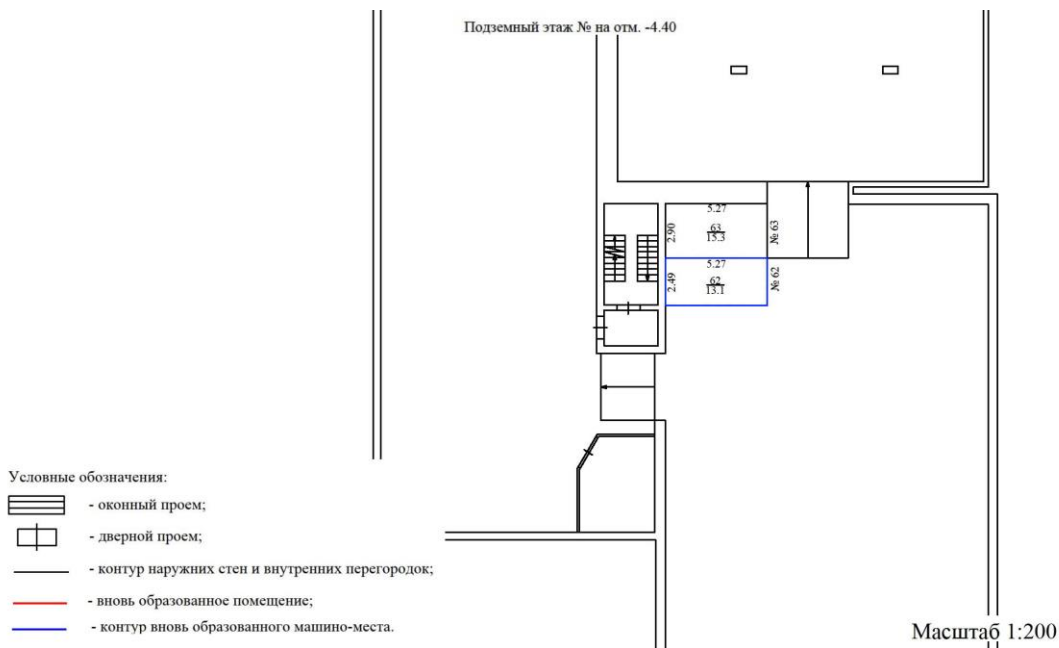 Подземный этаж № на отм. -4.40
5.27
2.90
63
15.3
№ 63
5.27
2.49
62
13.1
№ 62
Условные обозначения:
- оконный проем;
- дверной проем;
- контур наружних стен и внутренних перегородок;
- вновь образованное помещение;
- контур вновь образованного машино-места.
Масштаб 1:200